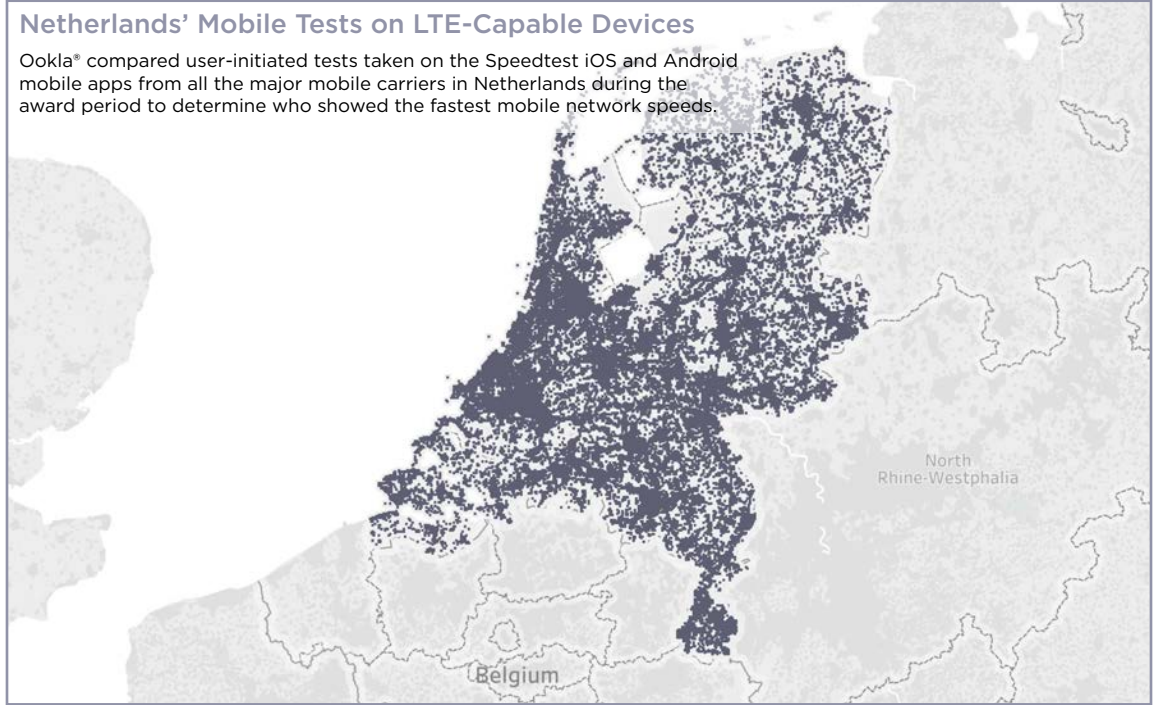 Netherlands’ Mobile Tests on LTE-Capable Devices
Ookla® compared user-initiated tests taken on the Speedtest iOS and Android
mobile apps from all the major mobile carriers in Netherlands during the
award period to determine who showed the fastest mobile network speeds.
North
Rhine-Westphalia
Belgium